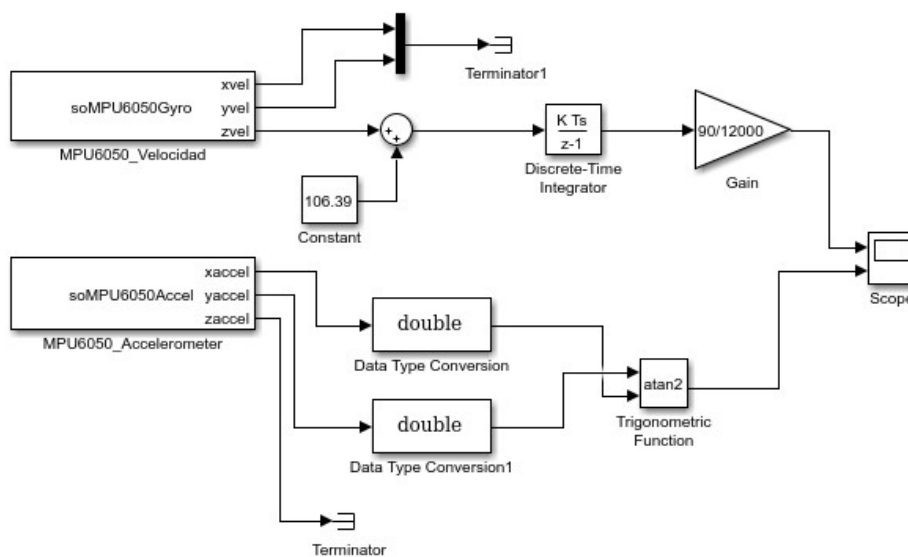 xvel
soMPU6050Gyro
yvel
zvel
MPU6050_Velocidad
Terminator1
+
+
106.39
Constant
K Ts
z-1
Discrete-Time
Integrator
90/12000
Gain
Scope
xaccel
soMPU6050Accel
yaccel
zaccel
MPU6050_Accelerometer
double
Data Type Conversion
double
Data Type Conversion1
atan2
Trigonometric
Function
Terminator